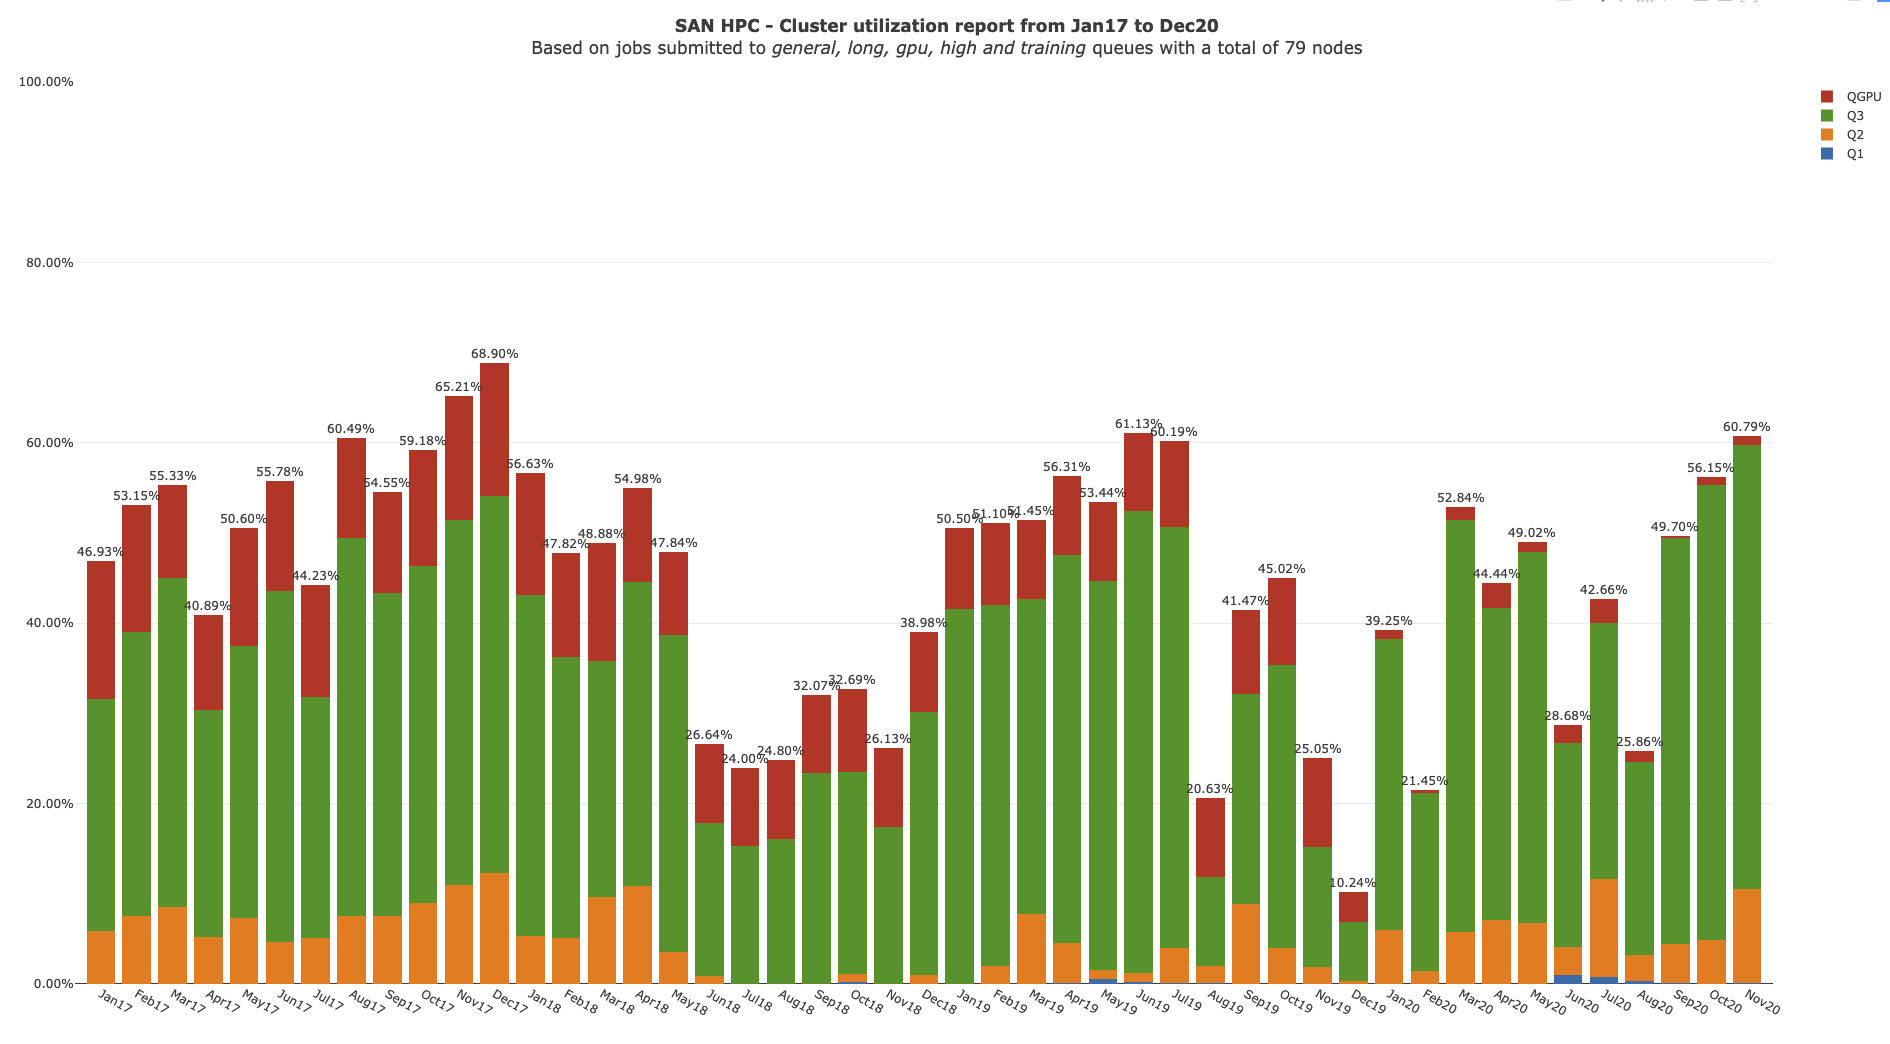 SAN HPC - Cluster utilization report from Jan17 to Dec20
Based on jobs submitted to general, long, gpu, high and training queues with a total of 79 nodes
100.00%
80.00%
60.00%
40.00%
20.00%
0.00%
QGPU
Q3
Q2
Q1
46.93%
53.15%
55.33%
40.89%
50.60%
55.78%
44.23%
60.49%
54.55%
59.18%
65.21%
68.90%
56.63%
47.82%
48.88%
54.98%
47.84%
26.64%
24.00%
24.80%
32.07%
32.69%
26.13%
38.98%
50.50%
51.10%
51.45%
56.31%
53.44%
61.13%
60.19%
20.63%
41.47%
45.02%
25.05%
10.24%
39.25%
21.45%
52.84%
44.44%
49.02%
28.68%
42.66%
25.86%
49.70%
56.15%
60.79%
Jan17
Feb17
Mar17
Apr17
May17
Jun17
Jul17
Aug17
Sep17
Oct17
Nov17
Dec17
Jan18
Feb18
Mar18
Apr18
May18
Jun18
Jul18
Aug18
Sep18
Oct18
Nov18
Dec18
Jan19
Feb19
Mar19
Apr19
May19
Jun19
Jul19
Aug19
Sep19
Oct19
Nov19
Dec19
Jan20
Feb20
Mar20
Apr20
May20
Jun20
Jul20
Aug20
Sep20
Oct20
Nov20